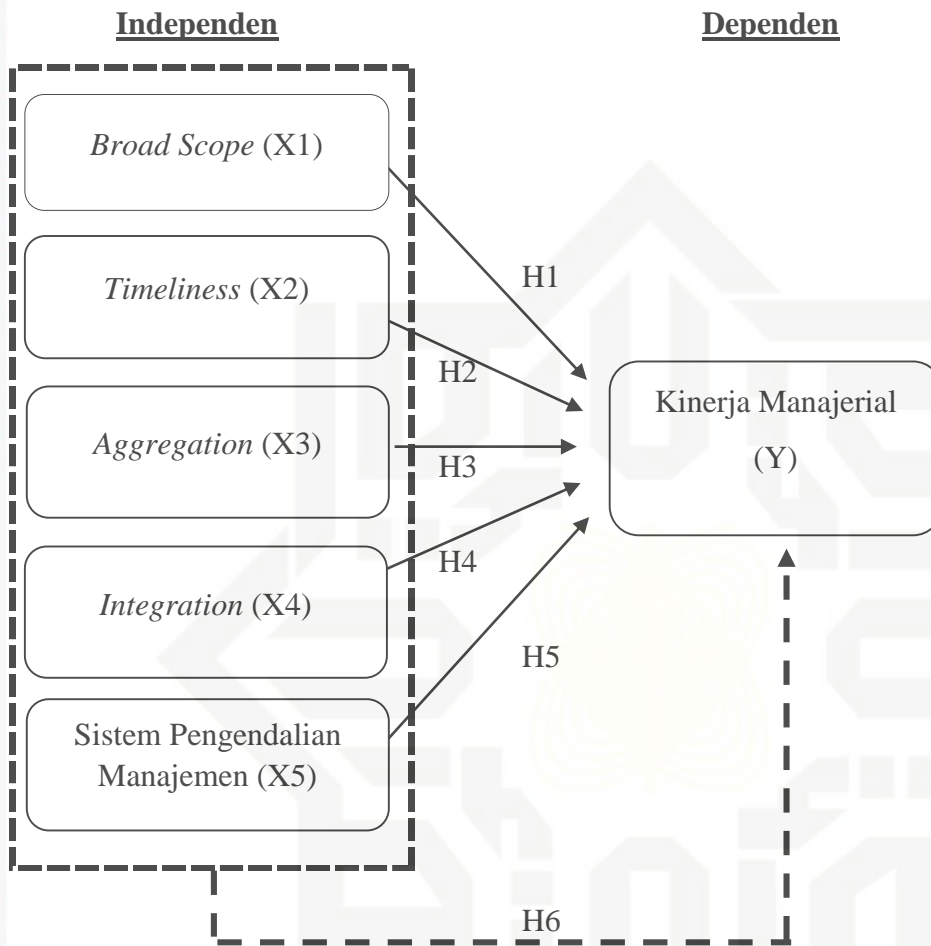 Independen
Dependen
Broad Scope (X1)
H1
Timeliness (X2)
H2
Kinerja Manajerial
(Y)
Aggregation (X3)
H3
Integration (X4)
H4
H5
Sistem Pengendalian
Manajemen (X5)
H6